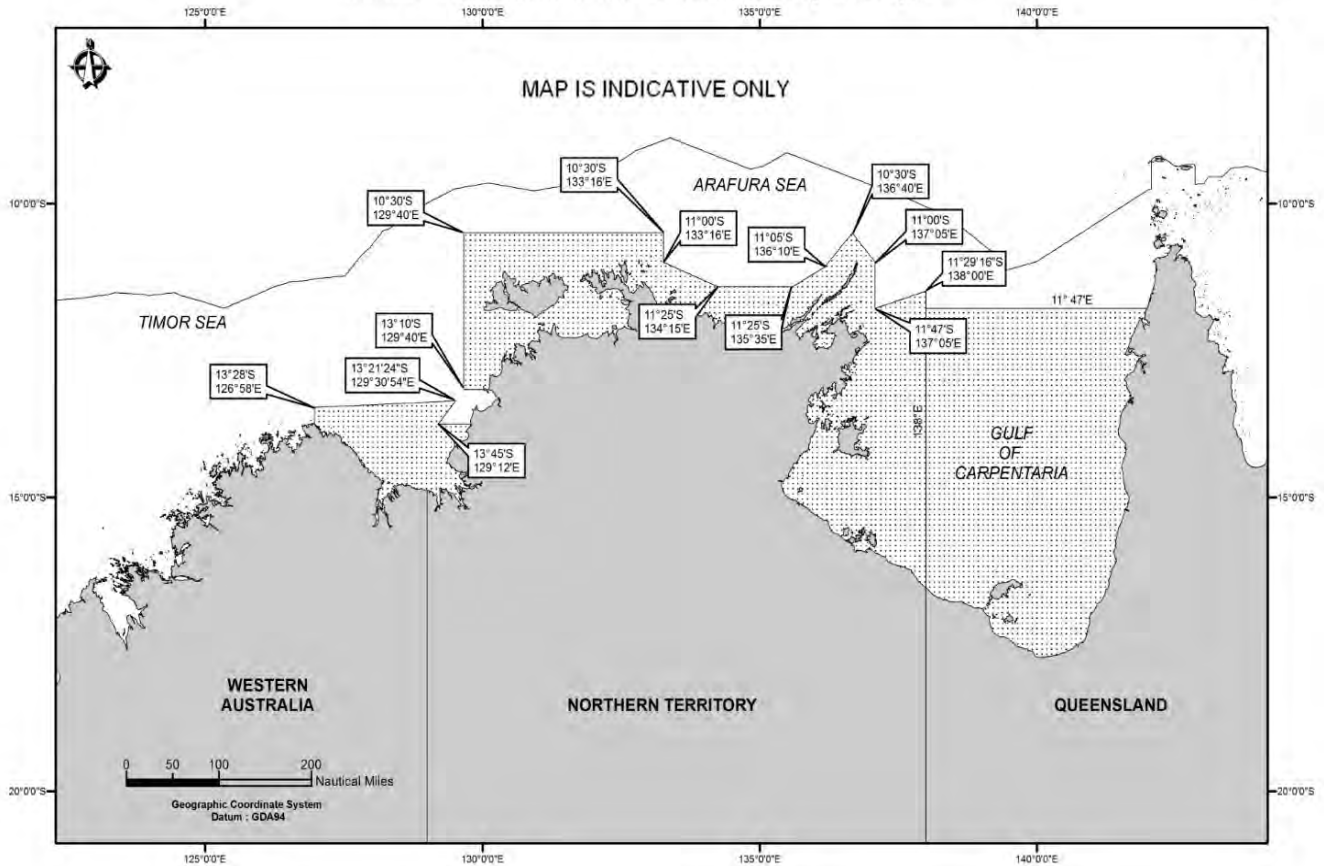 125°0'0"E
130°0'0"E
135°0'0"E
140°0'0"E
MAP IS INDICATIVE ONLY
10°30'S
133°16'E
ARAFURA SEA
10°30'S
136°40'E
10°0'0"S
10°0'0"S
10°30'S
129°40'E
11°00'S
133°16'E
11°05'S
136°10'E
11°00'S
137°05'E
11°29'16"S
138°00'E
11° 47'E
TIMOR SEA
13°10'S
129°40'E
11°25'S
134°15'E
11°25'S
135°35'E
11°47'S
137°05'E
13°28'S
126°58'E
13°21'24"S
129°30'54"E
138°E
GULF
OF
CARPENTARIA
13°45'S
129°12'E
15°0'0"S
15°0'0"S
WESTERN
AUSTRALIA
NORTHERN TERRITORY
QUEENSLAND
0 50 100 200
Nautical Miles
Geographic Coordinate System
Datum : GDA94
20°0'0"S
20°0'0"S
125°0'0"E
130°0'0"E
135°0'0"E
140°0'0"E